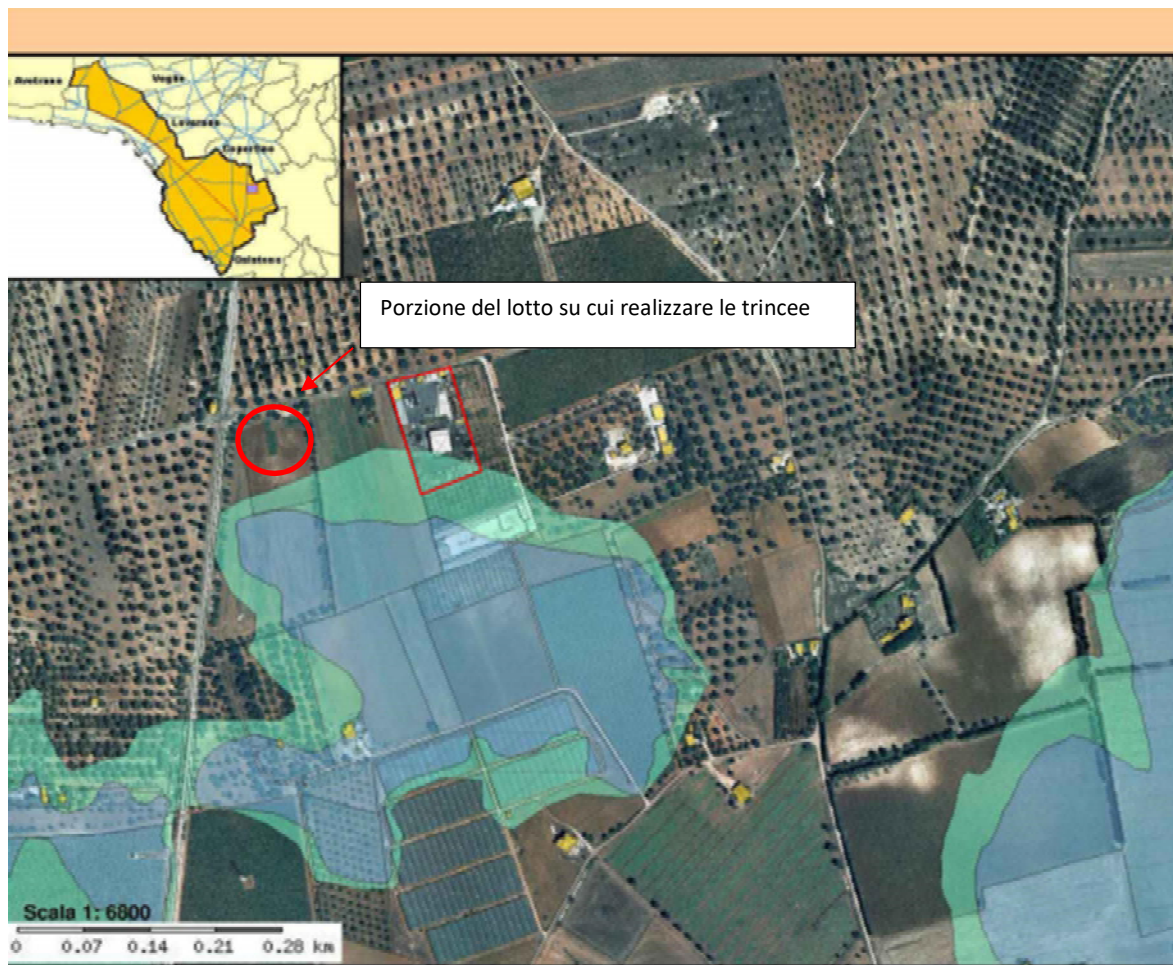 Avetrana
Veglie
Leverano
Copertino
Galatone
Porzione del lotto su cui realizzare le trincee
Scala 1: 6800
0 0.07 0.14 0.21 0.28 km